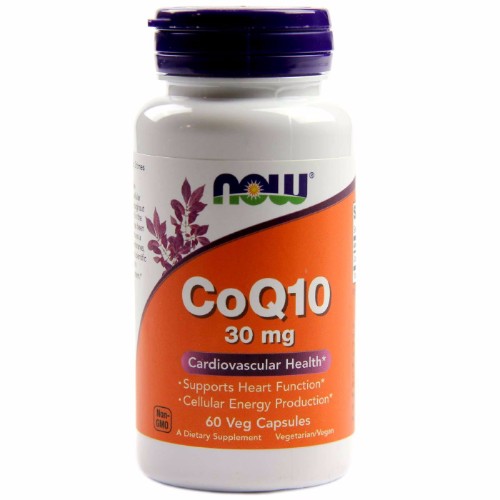 now®
CoQ10
30 mg
Cardiovascular Health*
• Supports Heart Function*
• Cellular Energy Production*
60 Veg Capsules
Non-
GMO
A Dietary Supplement Vegetarian/Vegan